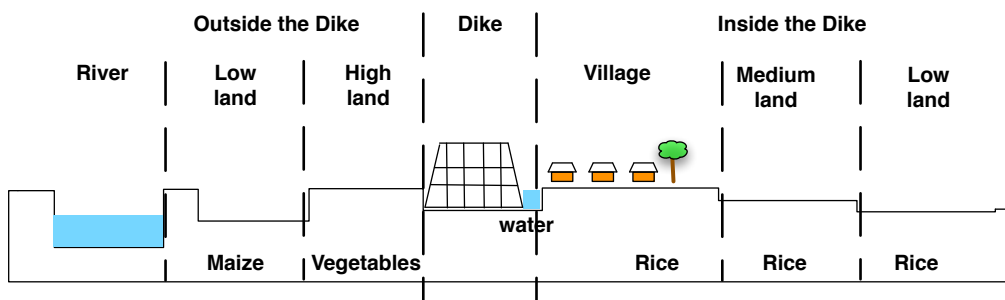 Outside the Dike
Dike
Inside the Dike
River
Low
land
High
land
Village
Medium
land
Low
land
water
Maize
Vegetables
Rice
Rice
Rice